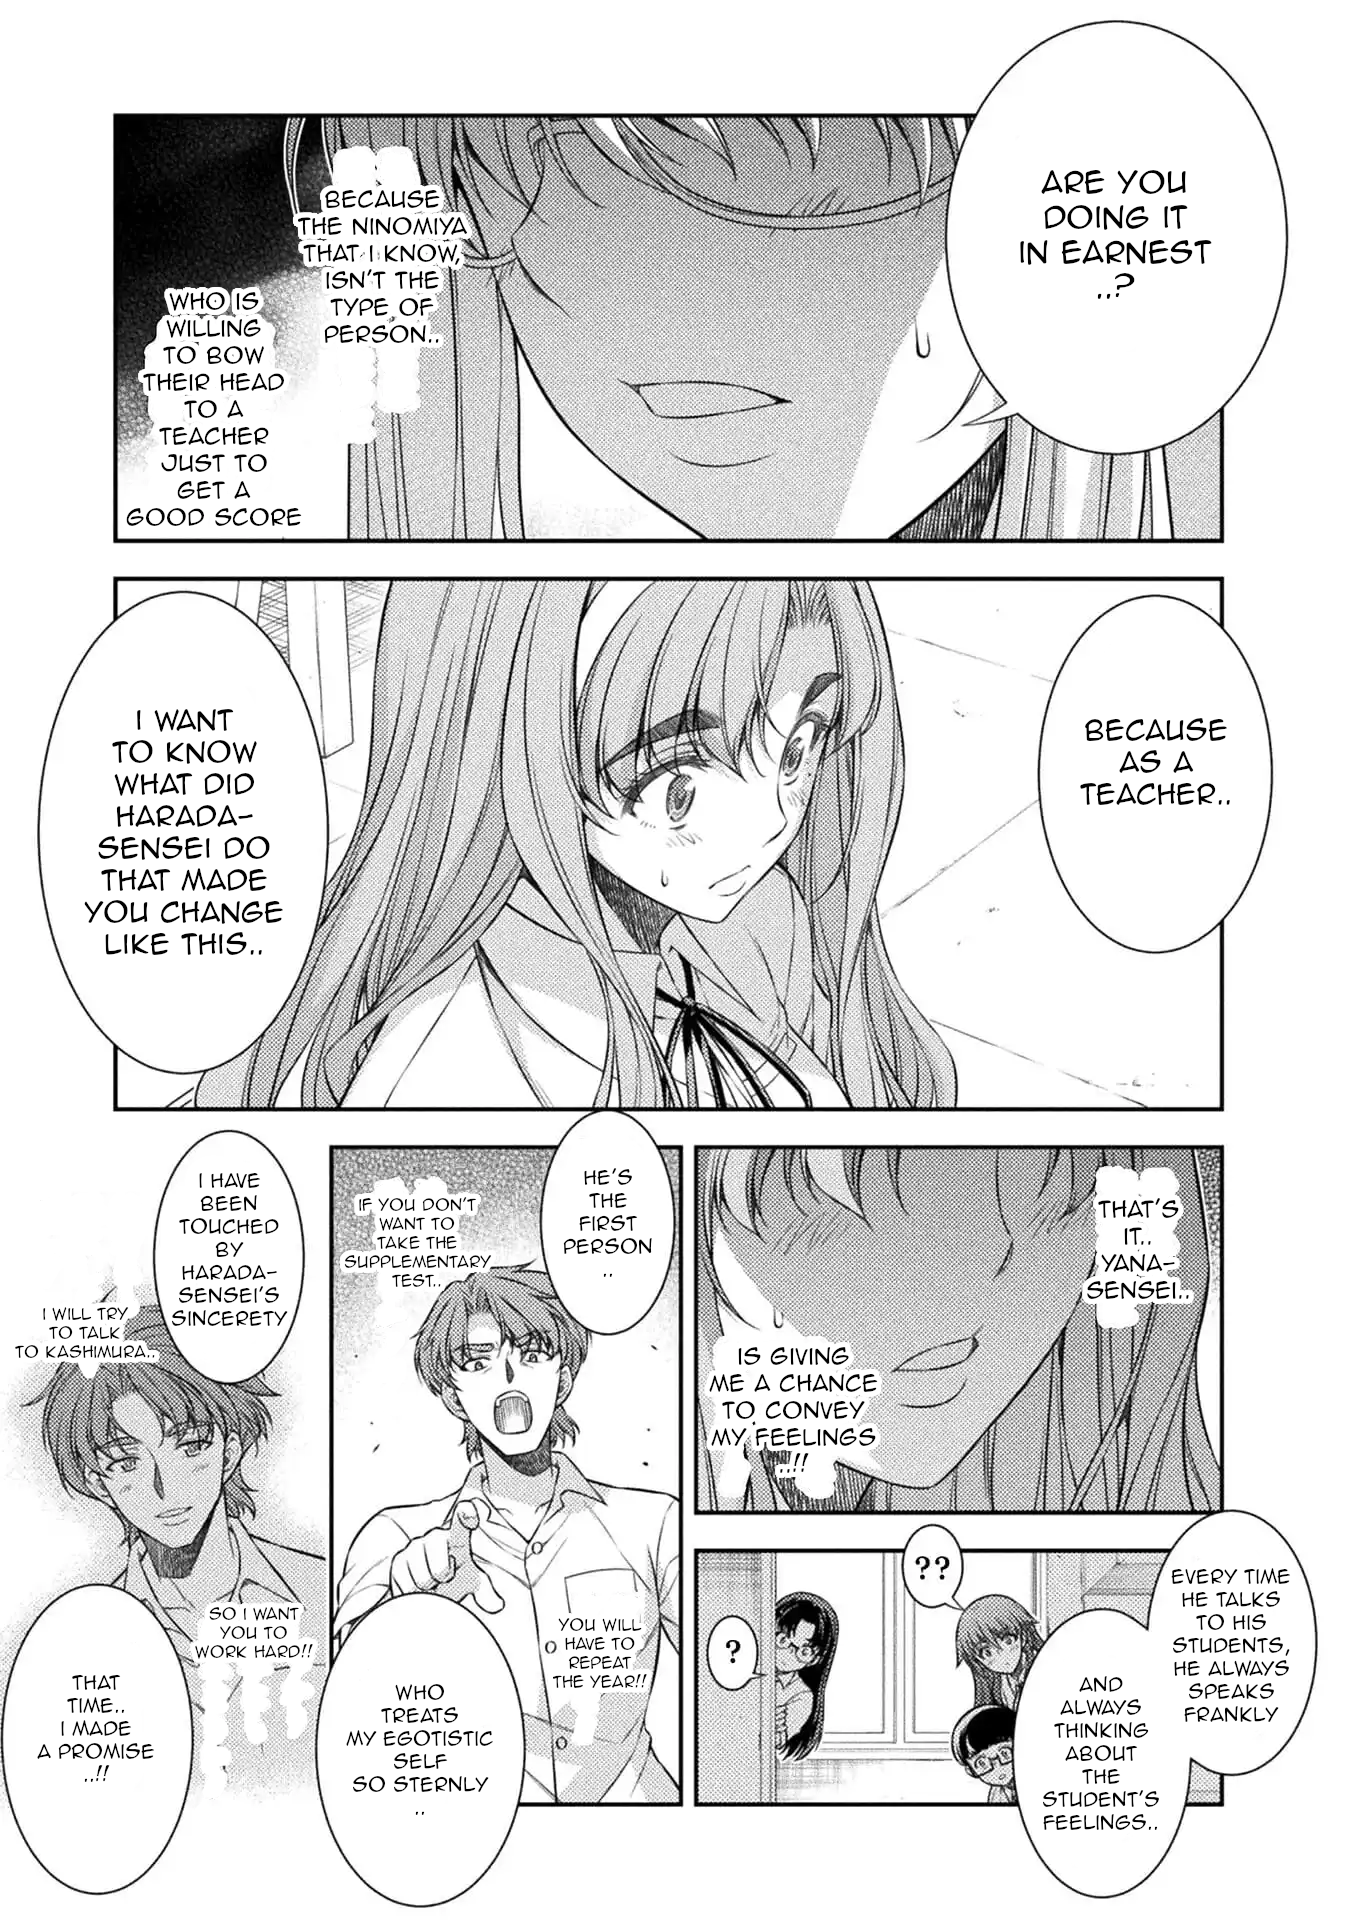 ARE YOU
DOING IT
IN EARNEST
..?
BECAUSE
THE NINOMIYA
THAT I KNOW,
ISN'T THE
TYPE OF
PERSON..
WHO IS
WILLING
TO BOW
THEIR HEAD
TO A
TEACHER
JUST TO
GET A
GOOD SCORE
BECAUSE
AS A
TEACHER..
I WANT
TO KNOW
WHAT DID
HARADA-
SENSEI DO
THAT MADE
YOU CHANGE
LIKE THIS..
THAT'S
IT..
YANA-
SENSEI..
IS GIVING
ME A CHANCE
TO CONVEY
MY FEELINGS
..!!
EVERY TIME
HE TALKS
TO HIS
STUDENTS,
HE ALWAYS
SPEAKS
FRANKLY
??
?
AND
ALWAYS
THINKING
ABOUT
THE
STUDENT'S
FEELINGS..
HE'S
THE
FIRST
PERSON
..
IF YOU DON'T
WANT TO
TAKE THE
SUPPLEMENTARY
TEST..
YOU WILL
HAVE TO
REPEAT
THE YEAR!!
WHO
TREATS
MY EGOTISTIC
SELF
SO STERNLY
..
I HAVE
BEEN
TOUCHED
BY
HARADA-
SENSEI'S
SINCERETY
I WILL TRY
TO TALK
TO KASHIMURA..
SO I WANT
YOU TO
WORK HARD!!
THAT
TIME..
I MADE
A PROMISE
..!!